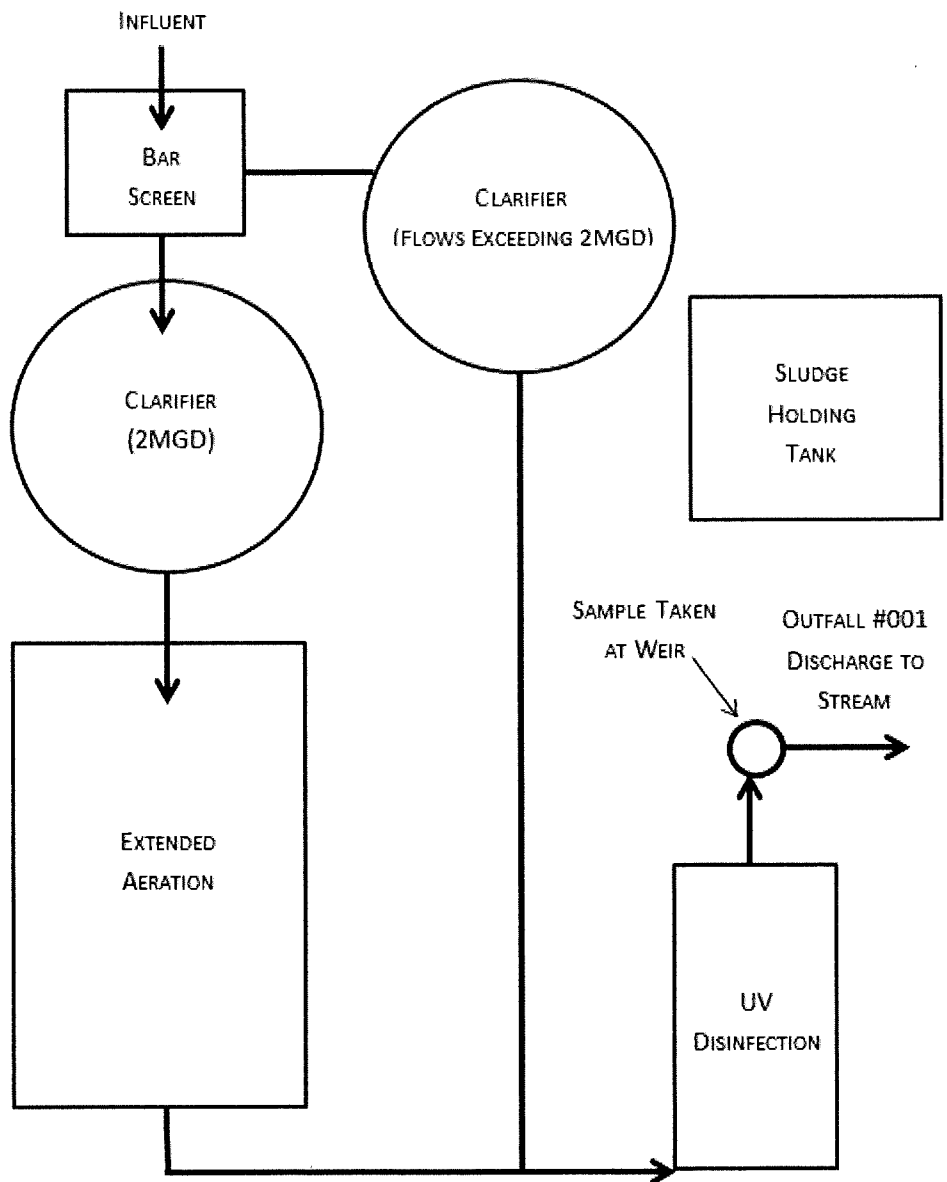 INFLUENT
BAR
SCREEN
CLARIFIER
(FLOWS EXCEEDING 2MGD)
CLARIFIER
(2MGD)
SLUDGE
HOLDING
TANK
SAMPLE TAKEN
AT WEIR
OUTFALL #001
DISCHARGE TO
STREAM
EXTENDED
AERATION
UV
DISINFECTION